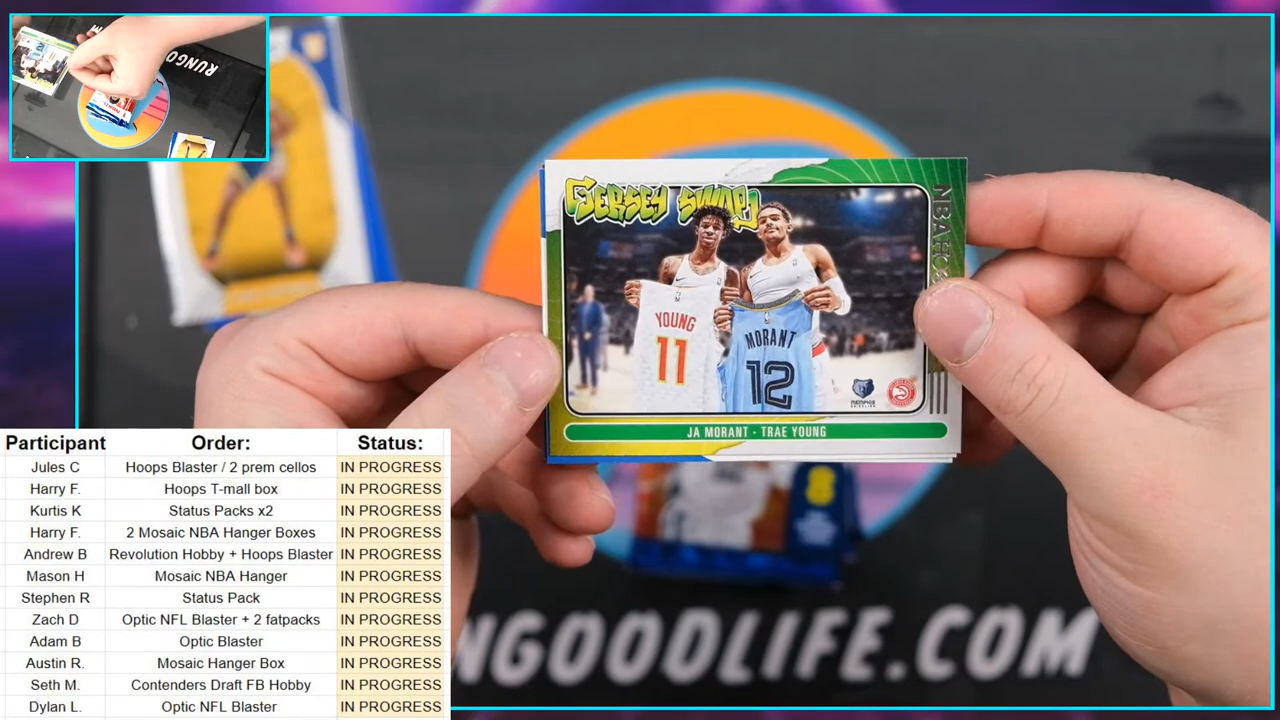 RUNGOOD
JERSEY SWAP
NBA HO
YOUNG
11
MORANT
12
MEMPHIS
JA MORANT - TRAE YOUNG
NGOODLIFE.COM
Participant Order: Status:
Jules C Hoops Blaster / 2 prem cellos IN PROGRESS
Harry F. Hoops T-mall box IN PROGRESS
Kurtis K Status Packs x2 IN PROGRESS
Harry F. 2 Mosaic NBA Hanger Boxes IN PROGRESS
Andrew B Revolution Hobby + Hoops Blaster IN PROGRESS
Mason H Mosaic NBA Hanger IN PROGRESS
Stephen R Status Pack IN PROGRESS
Zach D Optic NFL Blaster + 2 fatpacks IN PROGRESS
Adam B Optic Blaster IN PROGRESS
Austin R. Mosaic Hanger Box IN PROGRESS
Seth M. Contenders Draft FB Hobby IN PROGRESS
Dylan L. Optic NFL Blaster IN PROGRESS